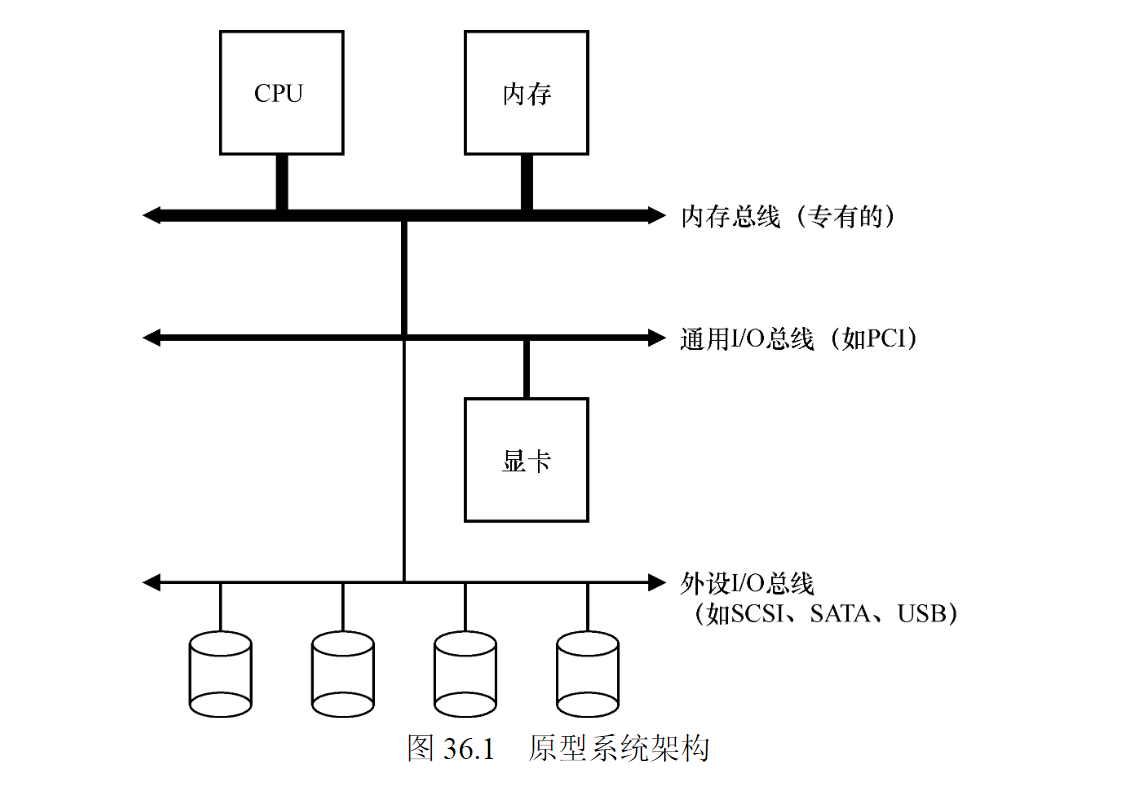 CPU
内存
内存总线（专有的）
通用I/O总线（如PCI）
显卡
外设I/O总线
（如SCSI、SATA、USB）
图 36.1 原型系统架构